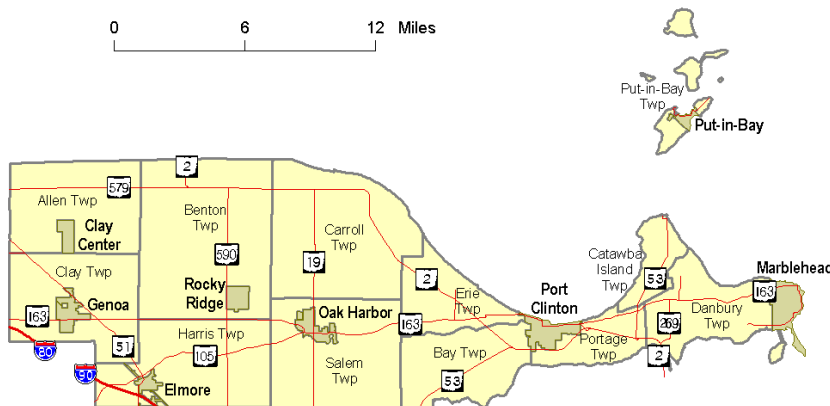 0 6 12 Miles
Put-in-Bay
Twp
Put-in-Bay
2
579
Allen Twp
Benton
Twp
Clay
Center
Carroll
Twp
590
19
Clay Twp
Catawba
Island
Twp
53
2
Marblehead
Rocky
Ridge
Port
Clinton
Erie
Twp
163
Genoa
163
Oak Harbor
163
Danbury
Twp
269
Harris Twp
51
80
105
Salem
Twp
Bay Twp
Portage
Twp
2
90
Elmore
53